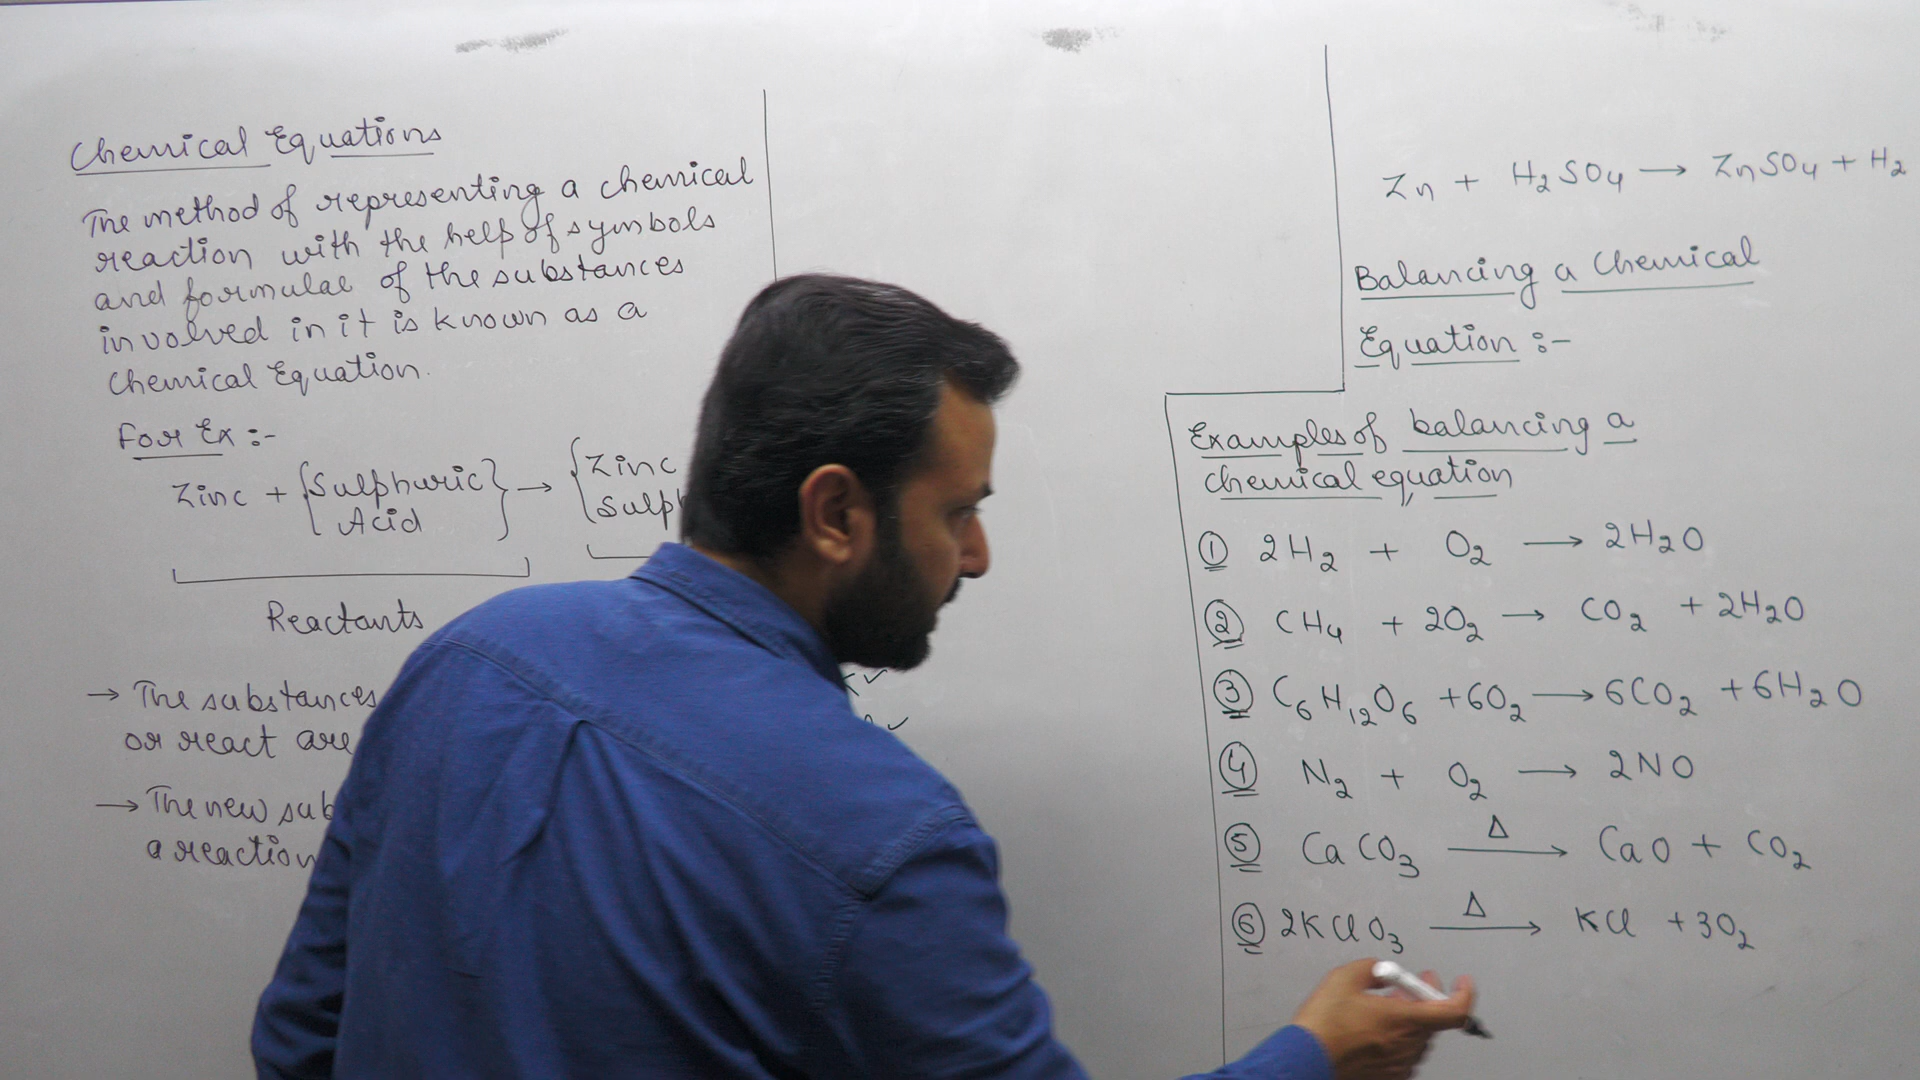 Chemical Equations
The method of representing a chemical
reaction with the help of symbols
and formulae of the substances
involved in it is known as a
Chemical Equation.
For Ex :-
Zinc + {Sulphuric Acid} → {Zinc
Reactants
→ The substances
or react are
→ The new
a reaction
Zn + H₂SO₄ → ZnSO₄ + H₂
Balancing a Chemical
Equation :-
Examples of balancing a
chemical equation
① 2H₂ + O₂ → 2H₂O
② CH₄ + 2O₂ → CO₂ + 2H₂O
③ C₆H₁₂O₆ + 6O₂ → 6CO₂ + 6H₂O
④ N₂ + O₂ → 2NO
⑤ CaCO₃ —Δ→ CaO + CO₂
⑥ 2KClO₃ —Δ→ KCl + 3O₂